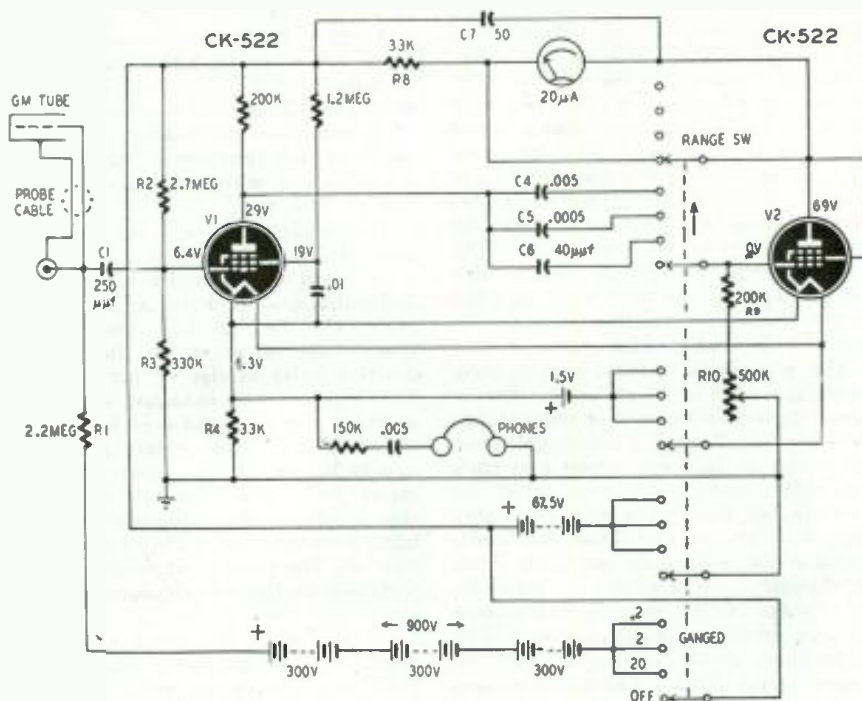 C7 50
CK-522
CK-522
33K
R8
20µA
GM TUBE
200K
1.2MEG
RANGE SW
PROBE CABLE
R2 2.7MEG
C4 .005
C5 .0005
C6 40µµf
V1
29V
6.4V
19V
V2
69V
0V
C1
250
µµf
.01
200K
R9
R3 330K
6.3V
1.5V
+
R10
500K
2.2MEG R1
R4 33K
150K .005
PHONES
+ 67.5V
+
← 900V →
300V 300V 300V
.2
2
20
GANGED
OFF